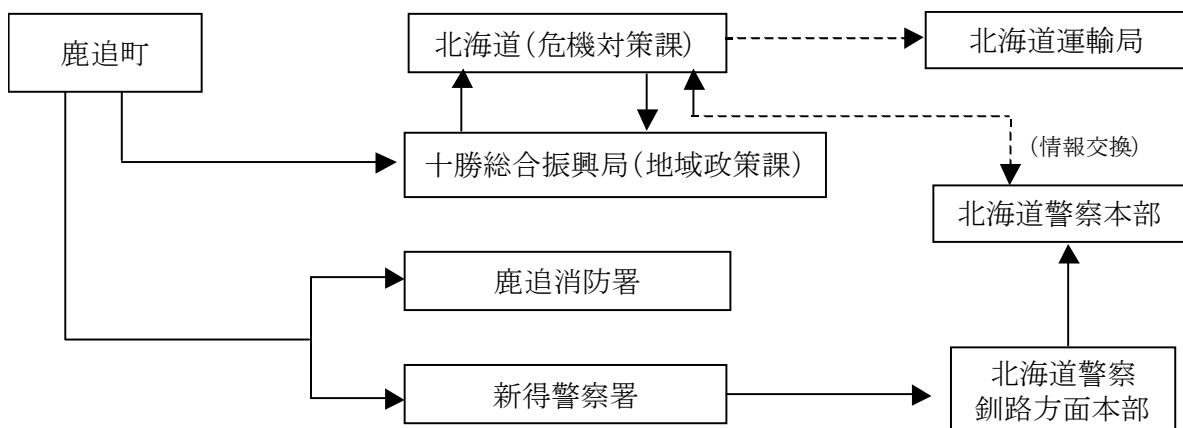 鹿追町
北海道(危機対策課)
北海道運輸局
十勝総合振興局(地域政策課)
(情報交換)
北海道警察本部
鹿追消防署
新得警察署
北海道警察
釧路方面本部